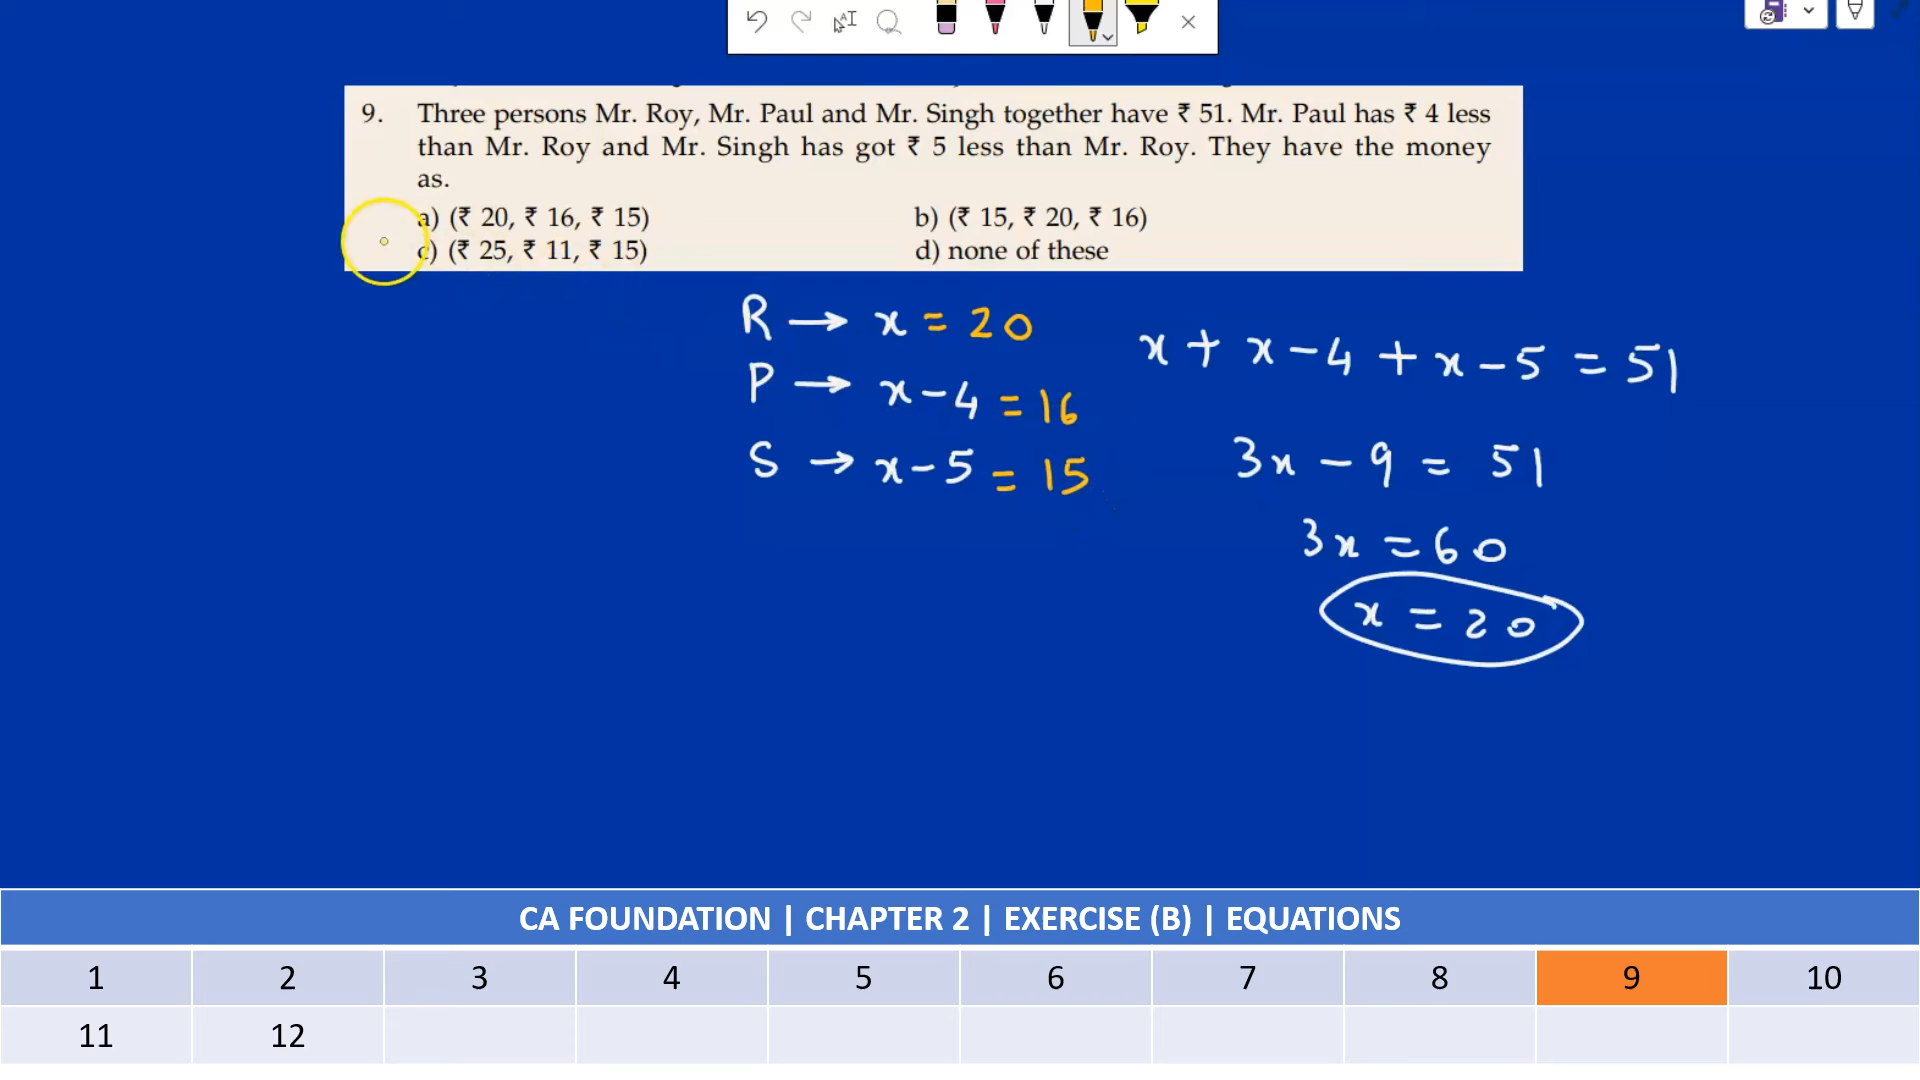 9. Three persons Mr. Roy, Mr. Paul and Mr. Singh together have ₹ 51. Mr. Paul has ₹ 4 less
than Mr. Roy and Mr. Singh has got ₹ 5 less than Mr. Roy. They have the money
as.
a) (₹ 20, ₹ 16, ₹ 15) b) (₹ 15, ₹ 20, ₹ 16)
c) (₹ 25, ₹ 11, ₹ 15) d) none of these
R → x = 20
P → x - 4 = 16
S → x - 5 = 15
x + x - 4 + x - 5 = 51
3x - 9 = 51
3x = 60
x = 20
CA FOUNDATION | CHAPTER 2 | EXERCISE (B) | EQUATIONS
1 2 3 4 5 6 7 8 9 10
11 12